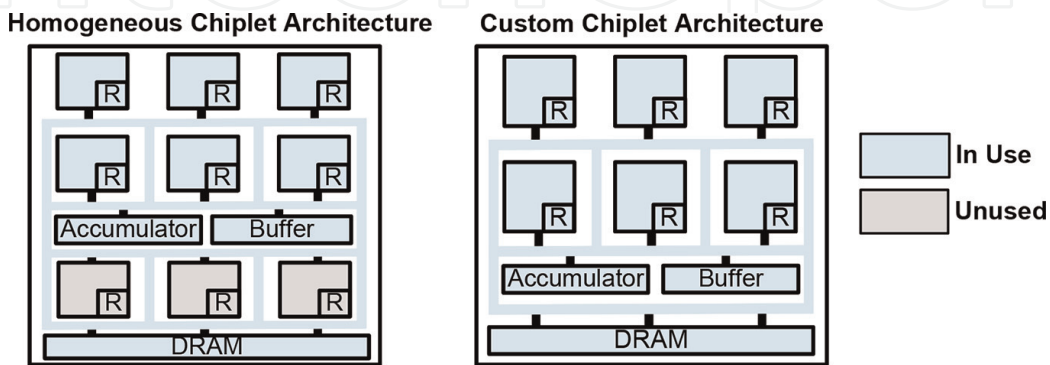 Homogeneous Chiplet Architecture
R R R
R R R
Accumulator Buffer
R R R
DRAM
Custom Chiplet Architecture
R R R
R R R
Accumulator Buffer
DRAM
In Use
Unused